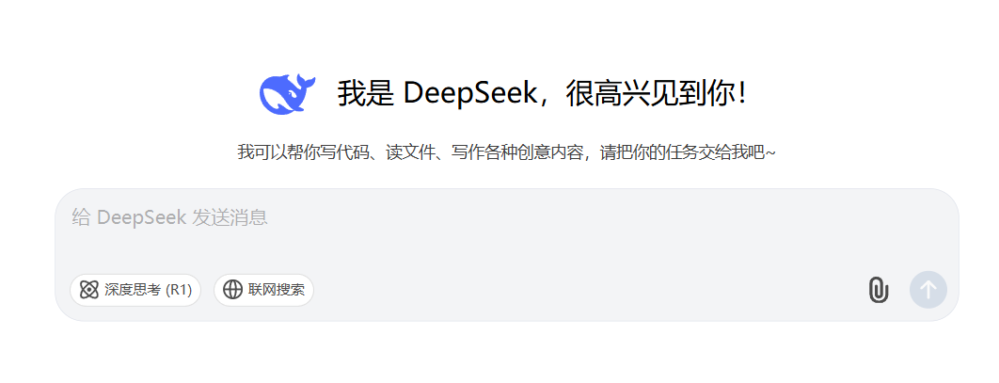 我是 DeepSeek，很高兴见到你！
我可以帮你写代码、读文件、写作各种创意内容，请把你的任务交给我吧~
给 DeepSeek 发送消息
深度思考 (R1) 联网搜索